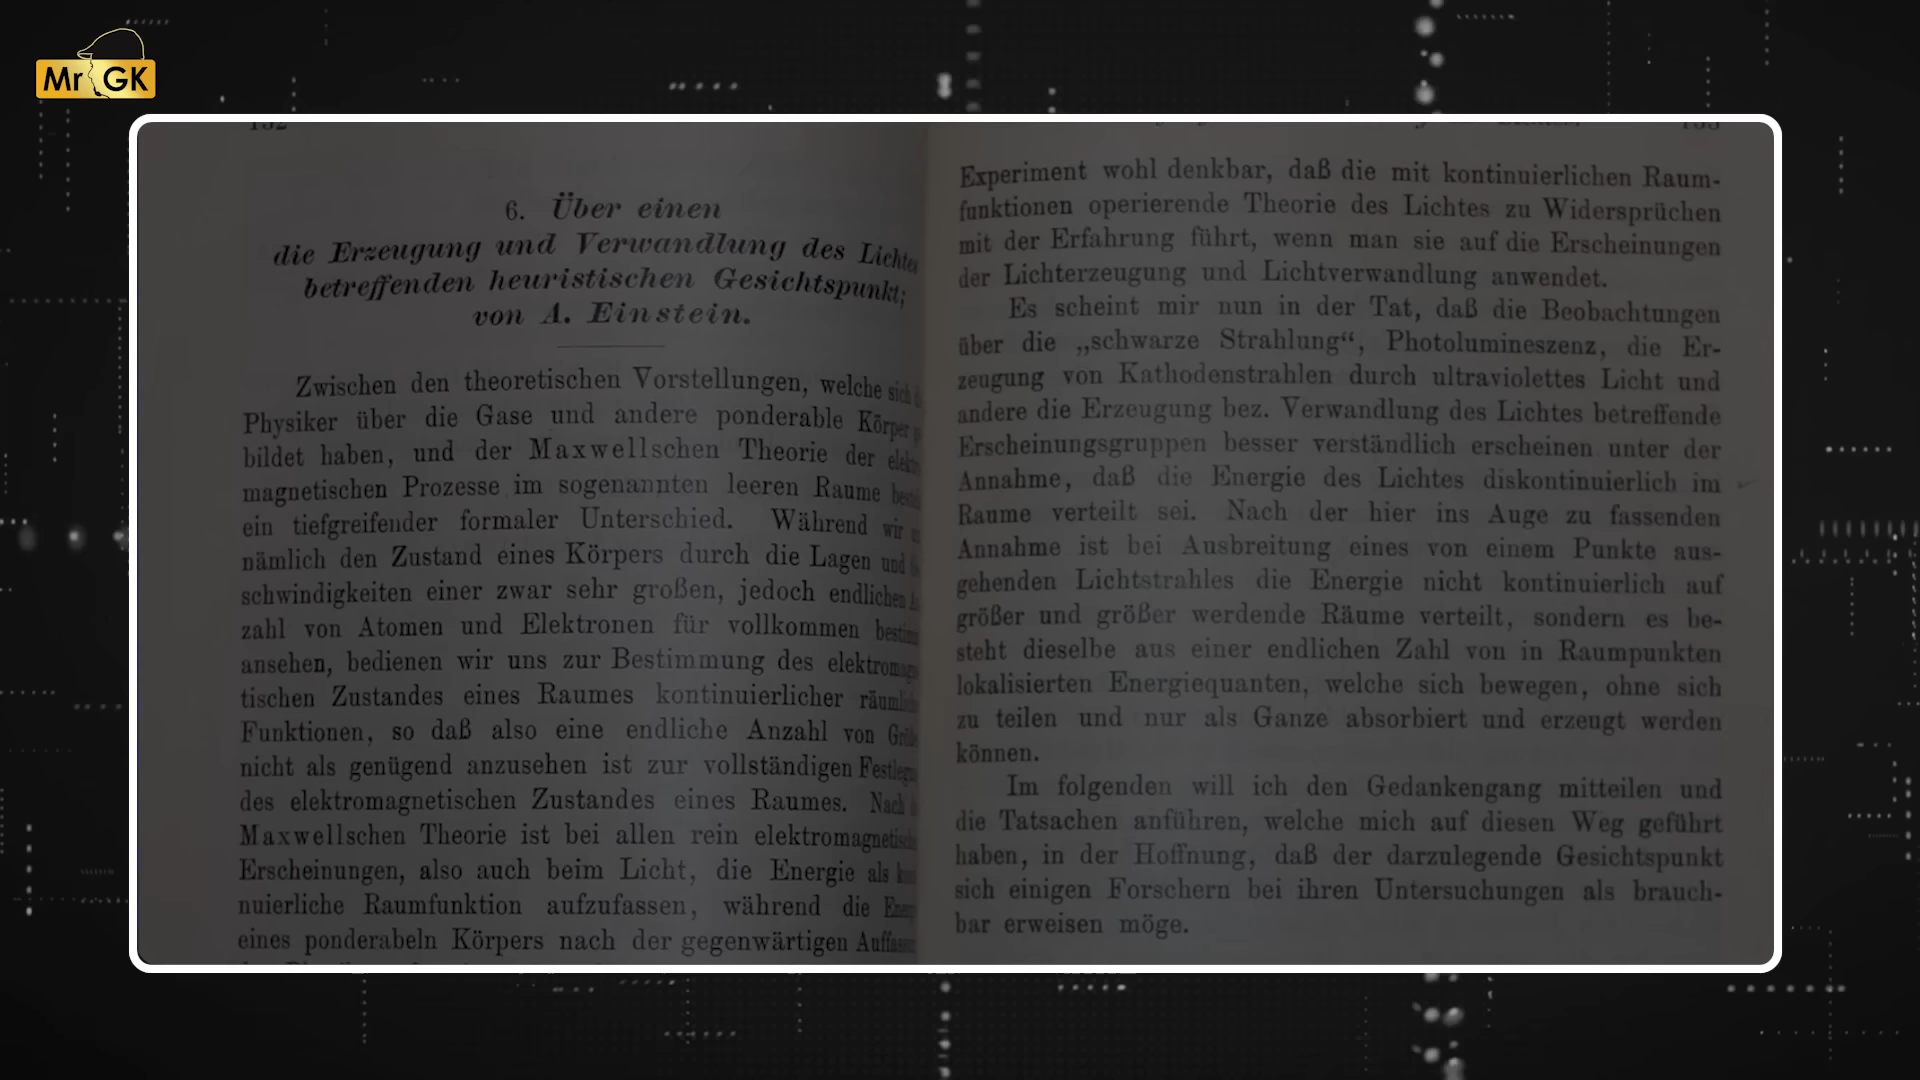 Mr GK
132
133
6. Über einen
die Erzeugung und Verwandlung des Lichtes
betreffenden heuristischen Gesichtspunkt;
von A. Einstein.
Zwischen den theoretischen Vorstellungen, welche sich
Physiker über die Gase und andere ponderable Körper
bildet haben, und der Maxwellschen Theorie der elektro
magnetischen Prozesse im sogenannten leeren Raume
ein tiefgreifender formaler Unterschied. Während wir
nämlich den Zustand eines Körpers durch die Lagen und
schwindigkeiten einer zwar sehr großen, jedoch endlichen
zahl von Atomen und Elektronen für vollkommen
ansehen, bedienen wir uns zur Bestimmung des elektromagne
tischen Zustandes eines Raumes kontinuierlicher
Funktionen, so daß also eine endliche Anzahl von
nicht als genügend anzusehen ist zur vollständigen
des elektromagnetischen Zustandes eines Raumes. Nach
Maxwellschen Theorie ist bei allen rein elektromagnetische
Erscheinungen, also auch beim Licht, die Energie als
nuierliche Raumfunktion aufzufassen, während die
eines ponderabeln Körpers nach der gegenwärtigen
Experiment wohl denkbar, daß die mit kontinuierlichen Raum-
funktionen operierende Theorie des Lichtes zu Widersprüchen
mit der Erfahrung führt, wenn man sie auf die Erscheinungen
der Lichterzeugung und Lichtverwandlung anwendet.
Es scheint mir nun in der Tat, daß die Beobachtungen
über die „schwarze Strahlung“, Photolumineszenz, die Er-
zeugung von Kathodenstrahlen durch ultraviolettes Licht und
andere die Erzeugung bez. Verwandlung des Lichtes betreffende
Erscheinungsgruppen besser verständlich erscheinen unter der
Annahme, daß die Energie des Lichtes diskontinuierlich im
Raume verteilt sei. Nach der hier ins Auge zu fassenden
Annahme ist bei Ausbreitung eines von einem Punkte aus-
gehenden Lichtstrahles die Energie nicht kontinuierlich auf
größer und größer werdende Räume verteilt, sondern es be-
steht dieselbe aus einer endlichen Zahl von in Raumpunkten
lokalisierten Energiequanten, welche sich bewegen, ohne sich
zu teilen und nur als Ganze absorbiert und erzeugt werden
können.
Im folgenden will ich den Gedankengang mitteilen und
die Tatsachen anführen, welche mich auf diesen Weg geführt
haben, in der Hoffnung, daß der darzulegende Gesichtspunkt
sich einigen Forschern bei ihren Untersuchungen als brauch-
bar erweisen möge.